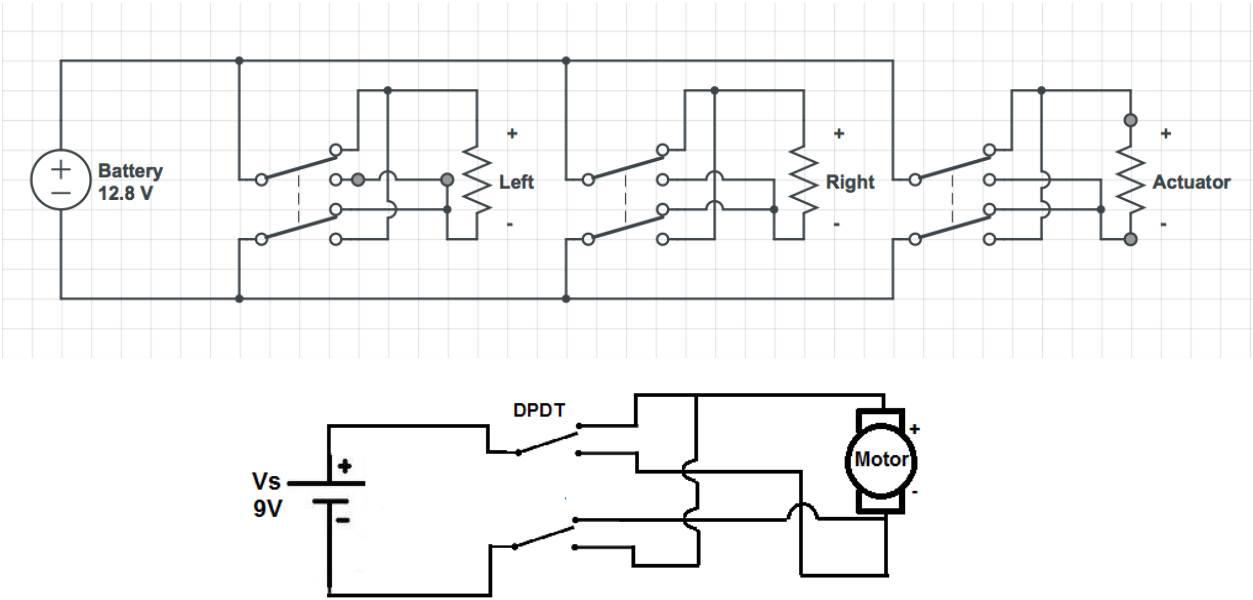 +
Battery
12.8 V
−
+
Left
-
+
Right
-
+
Actuator
-
DPDT
Vs
9V
+
-
Motor
+
-